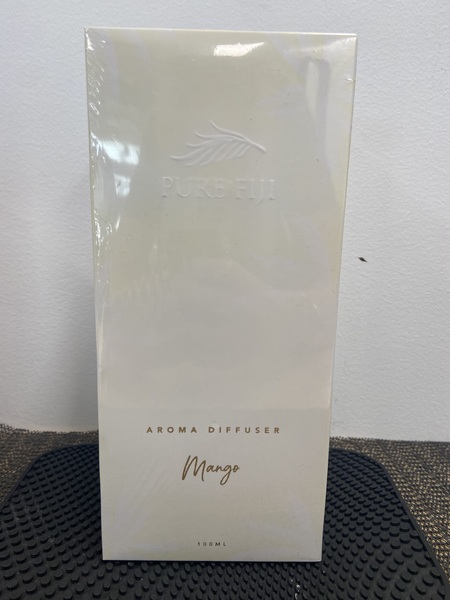 PURE FIJI
AROMA DIFFUSER
Mango
100ML